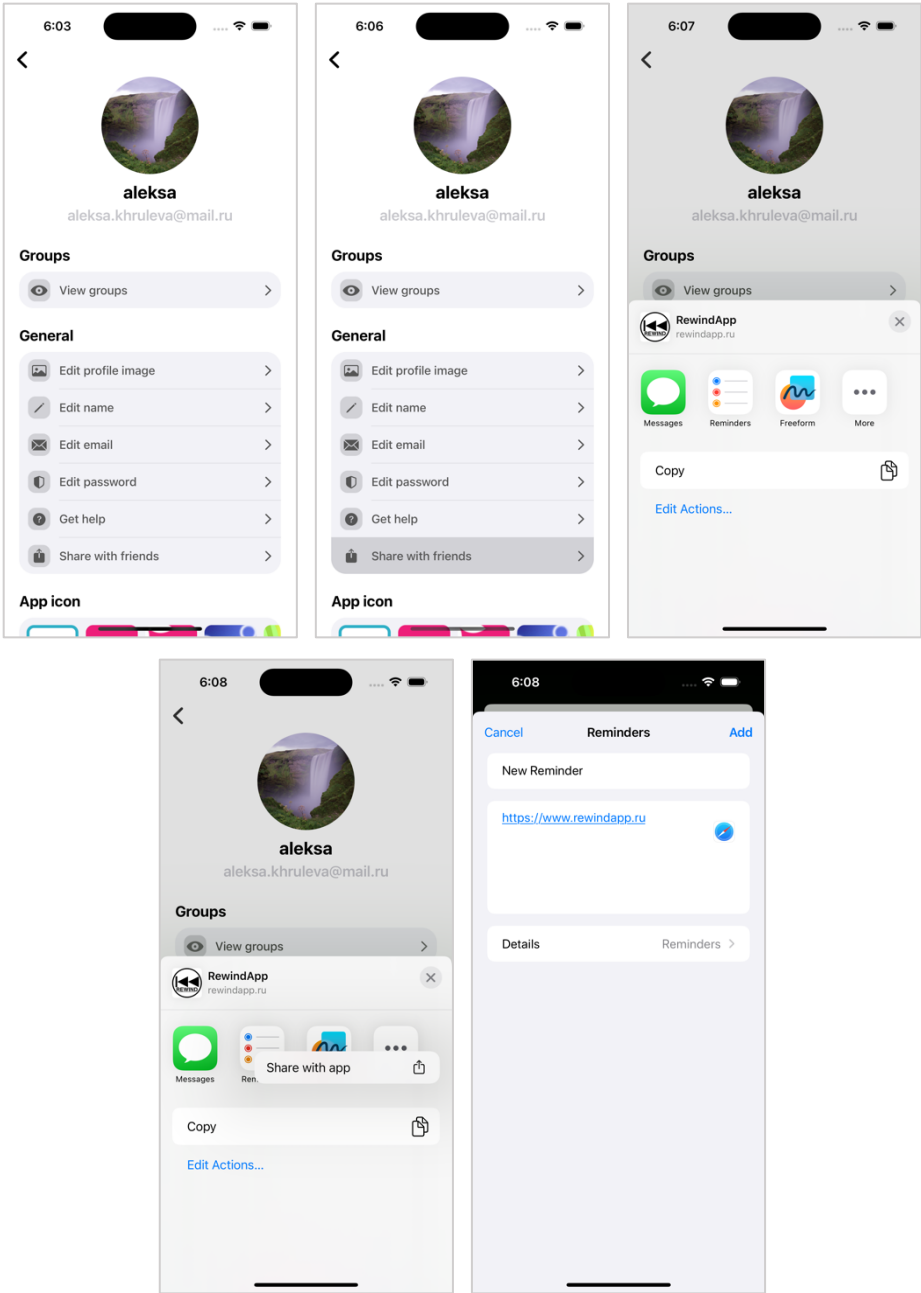 6:03
aleksa
aleksa.khruleva@mail.ru
Groups
View groups
General
Edit profile image
Edit name
Edit email
Edit password
Get help
Share with friends
App icon
6:06
aleksa
aleksa.khruleva@mail.ru
Groups
View groups
General
Edit profile image
Edit name
Edit email
Edit password
Get help
Share with friends
App icon
6:07
aleksa
aleksa.khruleva@mail.ru
Groups
View groups
REWIND
RewindApp
rewindapp.ru
Messages
Reminders
Freeform
More
Copy
Edit Actions...
6:08
aleksa
aleksa.khruleva@mail.ru
Groups
View groups
REWIND
RewindApp
rewindapp.ru
Share with app
Messages
Rem
Copy
Edit Actions...
6:08
Cancel
Reminders
Add
New Reminder
https://www.rewindapp.ru
Details
Reminders